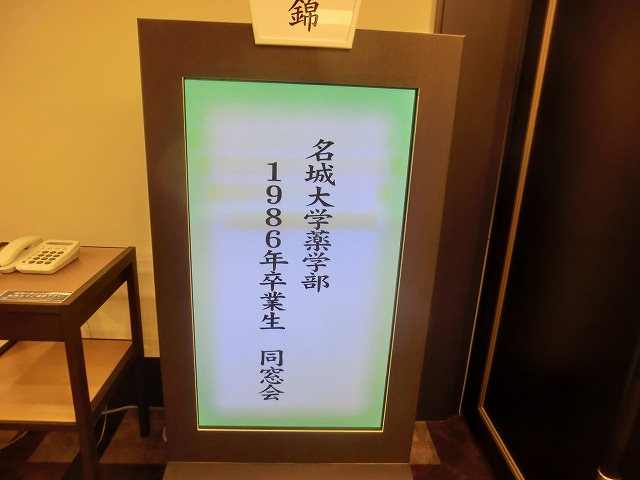 錦
名城大学薬学部
1986年卒業生 同窓会